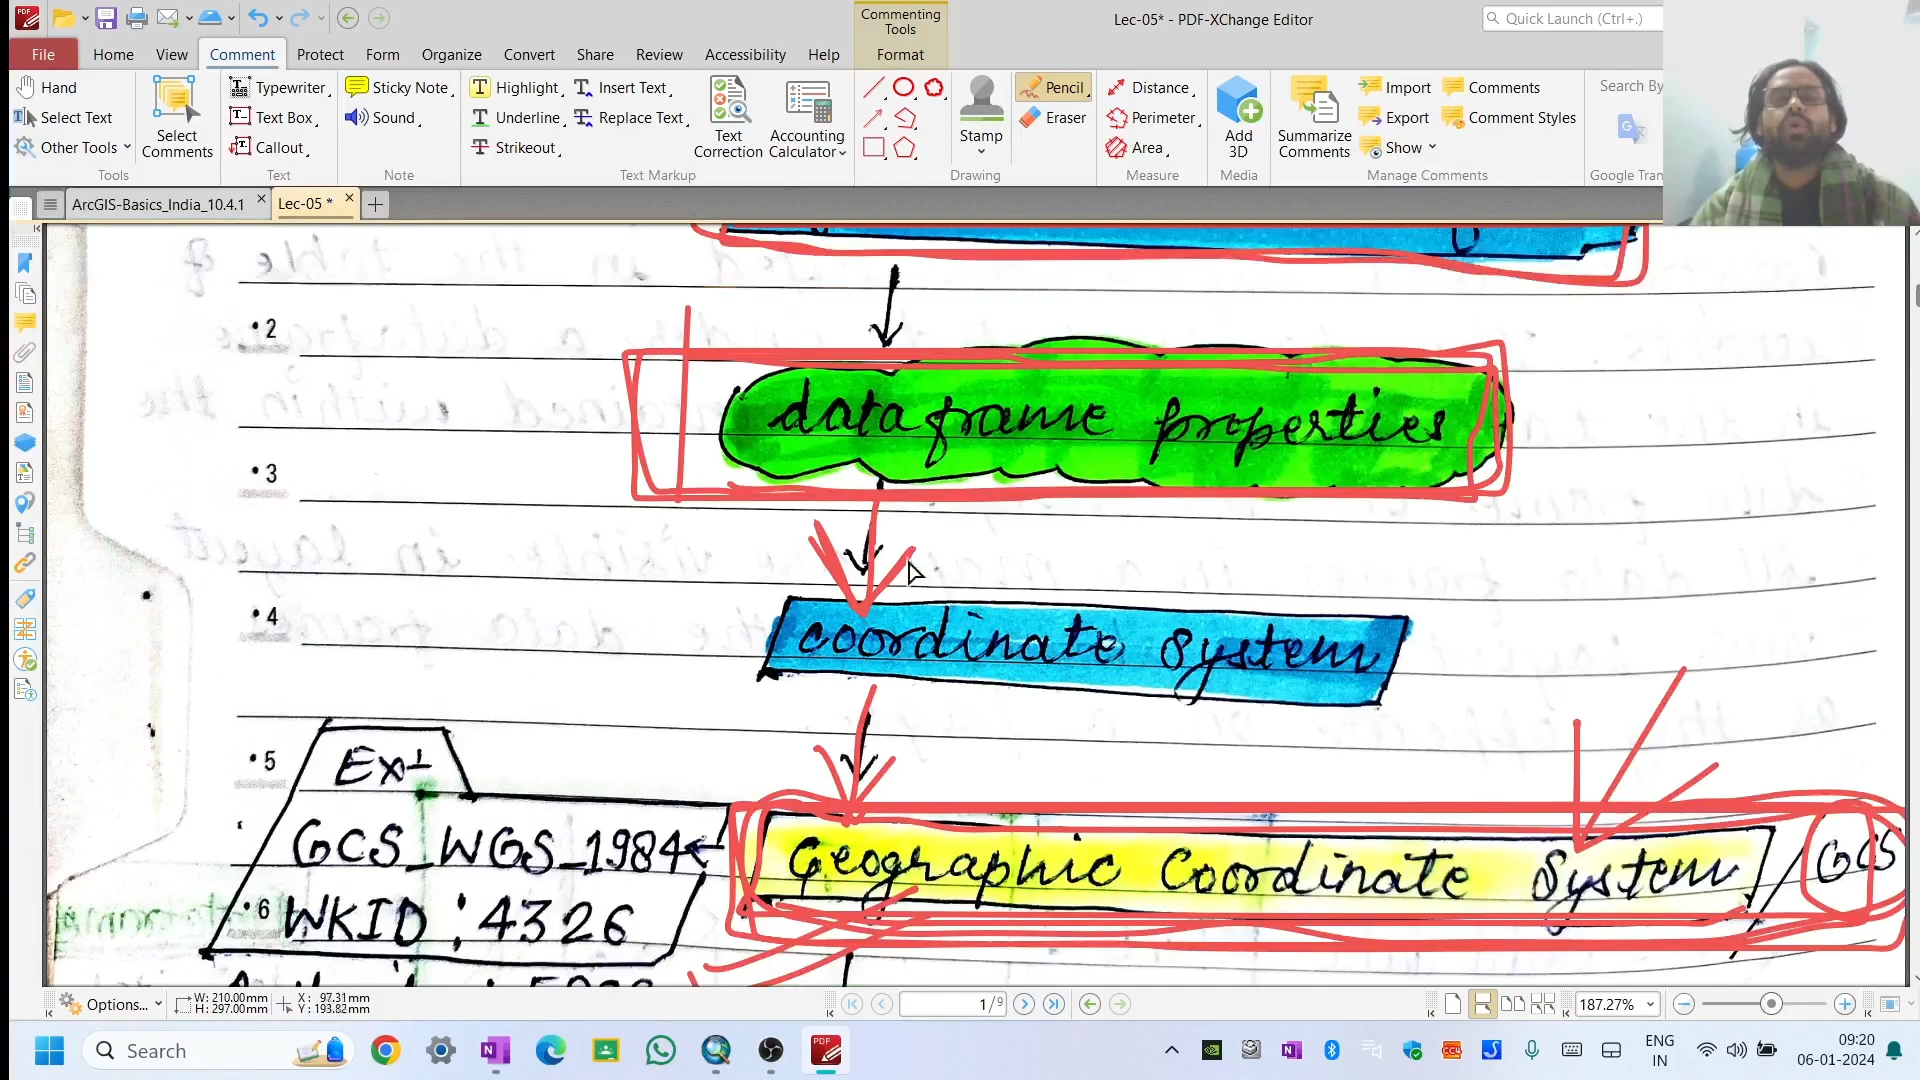 Commenting
Tools
Lec-05* - PDF-XChange Editor
Quick Launch (Ctrl+.)
File
Home
View
Comment
Protect
Form
Organize
Convert
Share
Review
Accessibility
Help
Format
Hand
Select Text
Other Tools
Tools
Select
Comments
Typewriter
Text Box
Callout
Text
Sticky Note
Sound
Note
Highlight
Underline
Strikeout
Insert Text
Replace Text
Text
Correction
Accounting
Calculator
Text Markup
Stamp
Pencil
Eraser
Drawing
Distance
Perimeter
Area
Measure
Add
3D
Media
Summarize
Comments
Import
Export
Show
Comments
Comment Styles
Manage Comments
Search By
Google Tran
ArcGIS-Basics_India_10.4.1
Lec-05 *
•2
dataframe properties
•3
•4
coordinate system
•5
Ex⊥
GCS_WGS_1984
Geographic Coordinate System / GCS
•6
WKID : 4326
Options...
W: 210.00mm
H: 297.00mm
X: 97.31mm
Y: 193.82mm
1 / 9
187.27%
Search
ENG
IN
09:20
06-01-2024